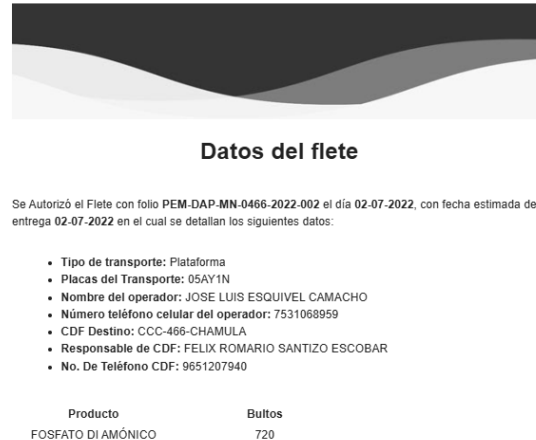 Datos del flete
Se Autorizó el Flete con folio PEM-DAP-MN-0466-2022-002 el día 02-07-2022, con fecha estimada de
entrega 02-07-2022 en el cual se detallan los siguientes datos:
Tipo de transporte: Plataforma
Placas del Transporte: 05AY1N
Nombre del operador: JOSE LUIS ESQUIVEL CAMACHO
Número teléfono celular del operador: 7531068959
CDF Destino: CCC-466-CHAMULA
Responsable de CDF: FELIX ROMARIO SANTIZO ESCOBAR
No. De Teléfono CDF: 9651207940
Producto Bultos
FOSFATO DI AMÓNICO 720